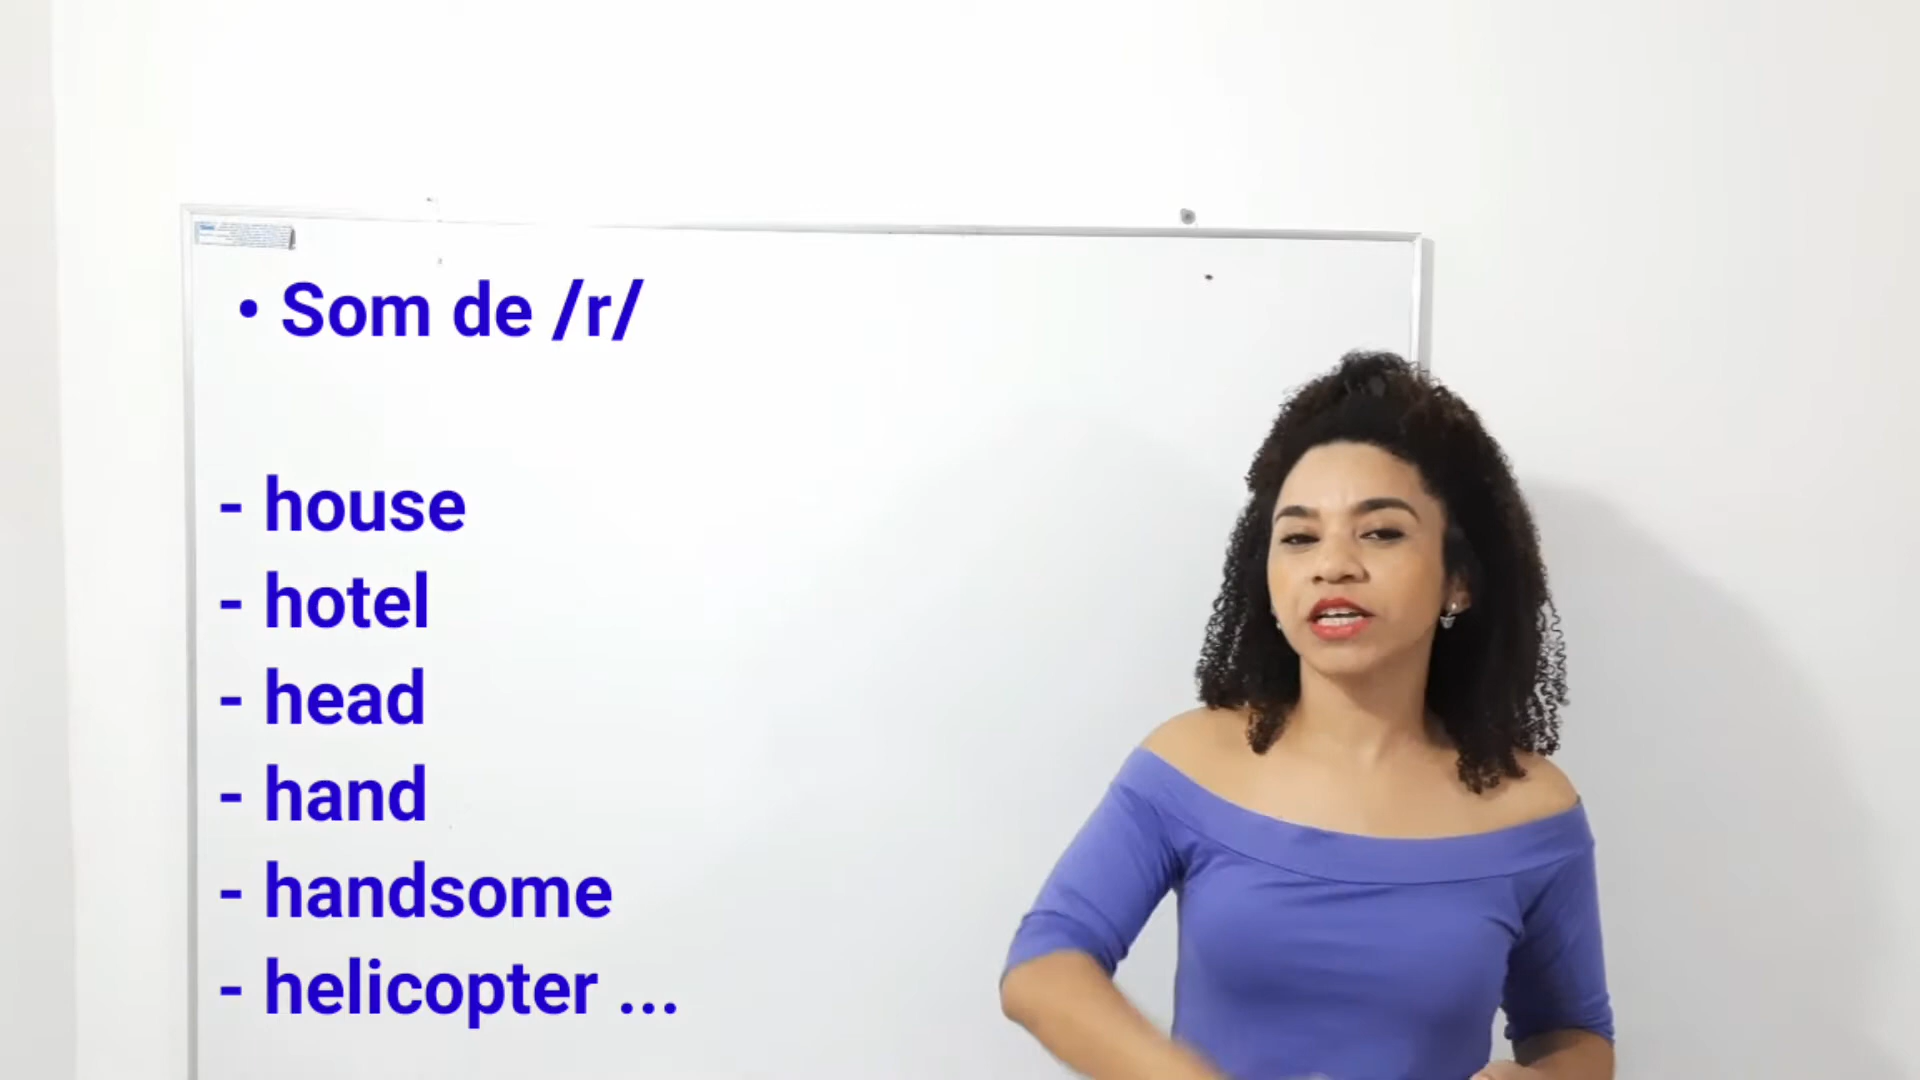 • Som de /r/
- house
- hotel
- head
- hand
- handsome
- helicopter ...